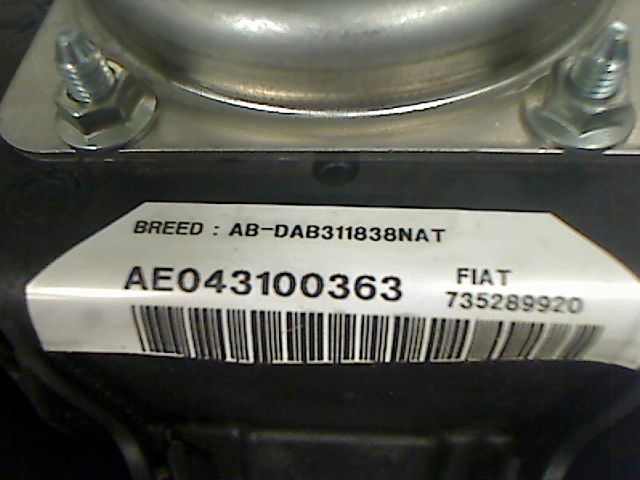 BREED : AB-DAB311838NAT
AE043100363
FIAT
735289920